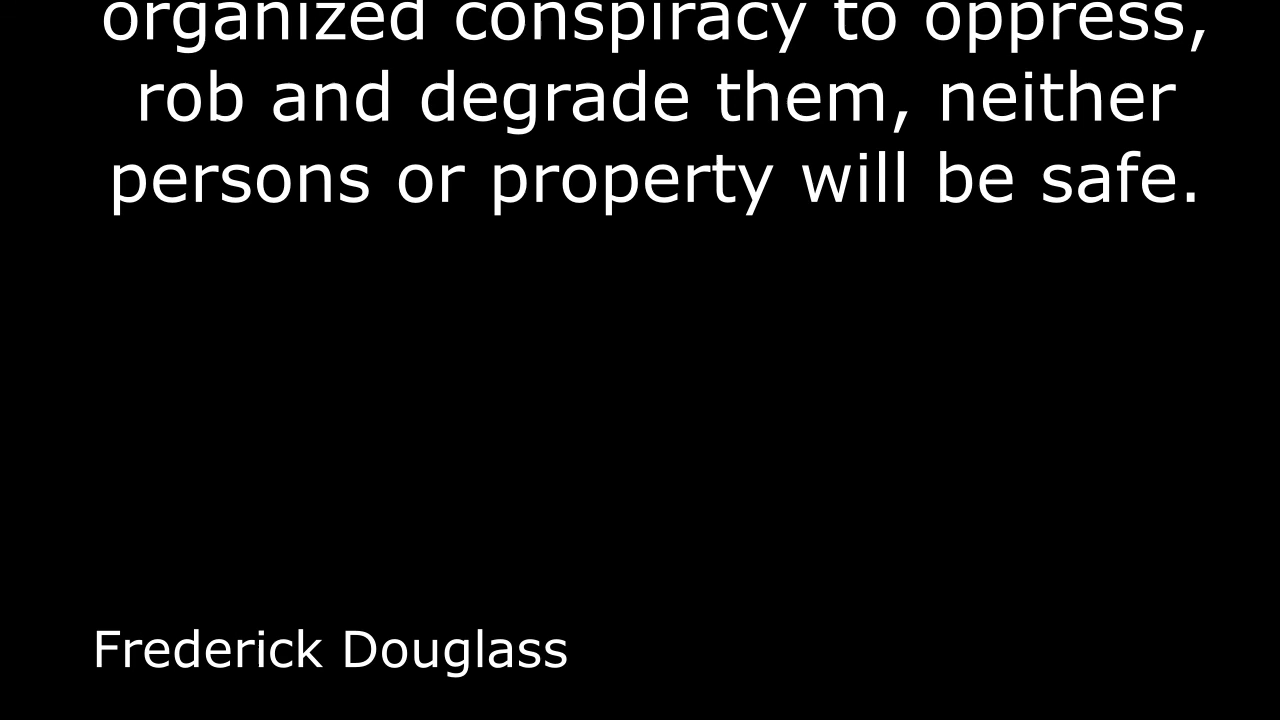 organized conspiracy to oppress,
rob and degrade them, neither
persons or property will be safe.
Frederick Douglass